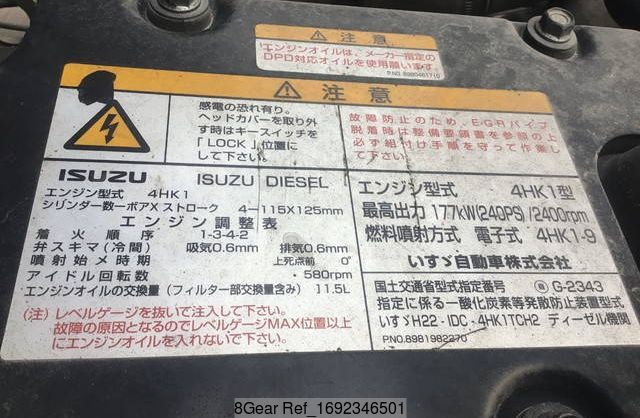 ⚠ 注意
エンジンオイルは、メーカー指定の
DPD対応オイルを使用願います
P.NO.8980461710
⚠ 注意
感電の恐れ有り。
ヘッドカバーを取り外
す時はキースイッチを
「LOCK」位置に
して下さい。
故障防止のため、EGRパイプ
脱着時は整備要領書を参照の上
必ず組付け手順を守って作業し
て下さい。
ISUZU ISUZU DIESEL
エンジン型式 4HK1
シリンダー数ーボアXストローク 4ー115X125mm
エンジン調整表
着火順序 1-3-4-2
弁スキマ(冷間) 吸気0.6mm 排気0.6mm
噴射始メ時期 上死点前 0°
アイドル回転数 580rpm
エンジンオイルの交換量(フィルター部交換量含み) 11.5L
(注) レベルゲージを抜いて注入して下さい。
故障の原因となるのでレベルゲージMAX位置以上
にエンジンオイルを入れないで下さい。
エンジン型式 4HK1型
最高出力 177kW(240PS)/2400rpm
燃料噴射方式 電子式 4HK1-9
いすゞ自動車株式会社
国土交通省型式指定番号 G-2343
指定に係る一酸化炭素等発散防止装置型式
いすゞH22-IDC-4HK1TCH2 ディーゼル機関
P.NO.8981982270
8Gear Ref_1692346501